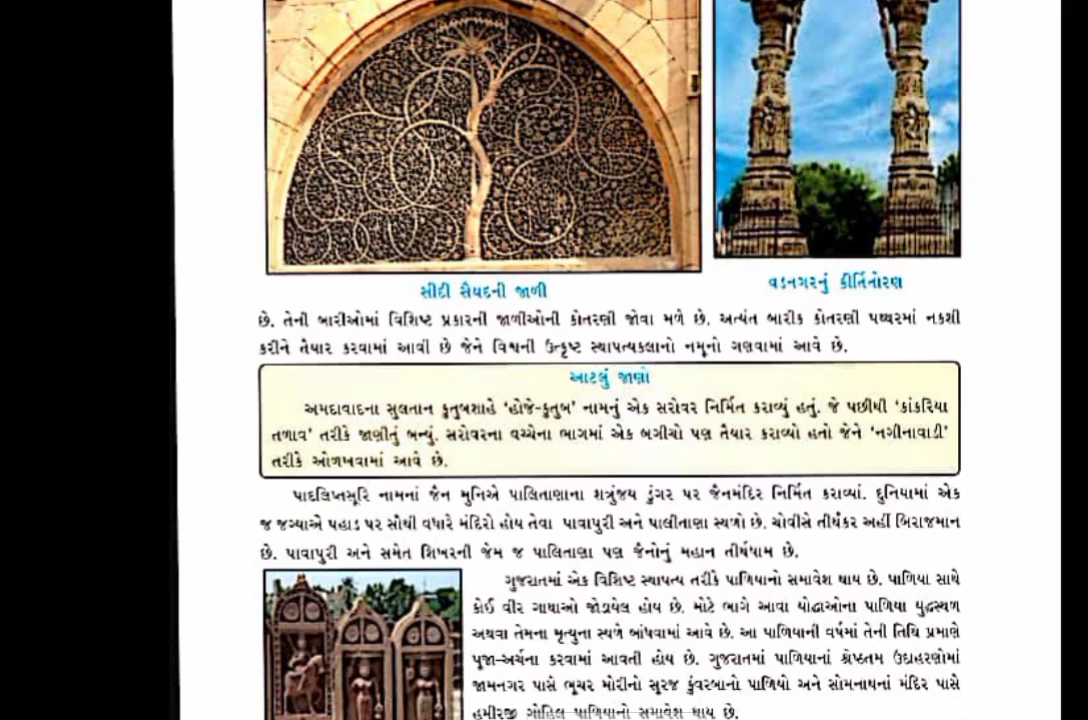 સીદી સૈયદની જાળી
વડનગરનું કીર્તિતોરણ
છે. તેની બારીઓમાં વિશિષ્ટ પ્રકારની જાળીઓની કોતરણી જોવા મળે છે. અત્યંત બારીક કોતરણી પથ્થરમાં નકશી
કરીને તૈયાર કરવામાં આવી છે જેને વિશ્વની ઉત્કૃષ્ટ સ્થાપત્યકલાનો નમૂનો ગણવામાં આવે છે.
આટલું જાણો
અમદાવાદના સુલતાન કુતુબશાહે ‘હૌજે-કુતુબ’ નામનું એક સરોવર નિર્મિત કરાવ્યું હતું. જે પછીથી ‘કાંકરિયા
તળાવ’ તરીકે જાણીતું બન્યું. સરોવરના વચ્ચેના ભાગમાં એક બગીચો પણ તૈયાર કરાવ્યો હતો જેને ‘નગીનાવાડી’
તરીકે ઓળખવામાં આવે છે.
પાદલિપ્તસૂરિ નામનાં જૈન મુનિએ પાલિતાણાના શત્રુંજય ડુંગર પર જૈનમંદિર નિર્મિત કરાવ્યાં. દુનિયામાં એક
જ જગ્યાએ પહાડ પર સૌથી વધારે મંદિરો હોય તેવા પાવાપુરી અને પાલીતાણા સ્થળો છે. ચોવીસે તીર્થંકર અહીં બિરાજમાન
છે. પાવાપુરી અને સમેત શિખરની જેમ જ પાલિતાણા પણ જૈનોનું મહાન તીર્થધામ છે.
ગુજરાતમાં એક વિશિષ્ટ સ્થાપત્ય તરીકે પાળિયાનો સમાવેશ થાય છે. પાળિયા સાથે
કોઈ વીર ગાથાઓ જોડાયેલ હોય છે. મોટે ભાગે આવા યોદ્ધાઓના પાળિયા યુદ્ધસ્થળ
અથવા તેમના મૃત્યુના સ્થળે બાંધવામાં આવે છે. આ પાળિયાની વર્ષમાં તેની તિથિ પ્રમાણે
પૂજા-અર્ચના કરવામાં આવતી હોય છે. ગુજરાતમાં પાળિયાનાં શ્રેષ્ઠતમ ઉદાહરણોમાં
જામનગર પાસે ભૂચર મોરીનો સૂરજ કુંવરબાનો પાળિયો અને સોમનાથનાં મંદિર પાસે
હમીરજી ગોહિલ પાળિયાનો સમાવેશ થાય છે.